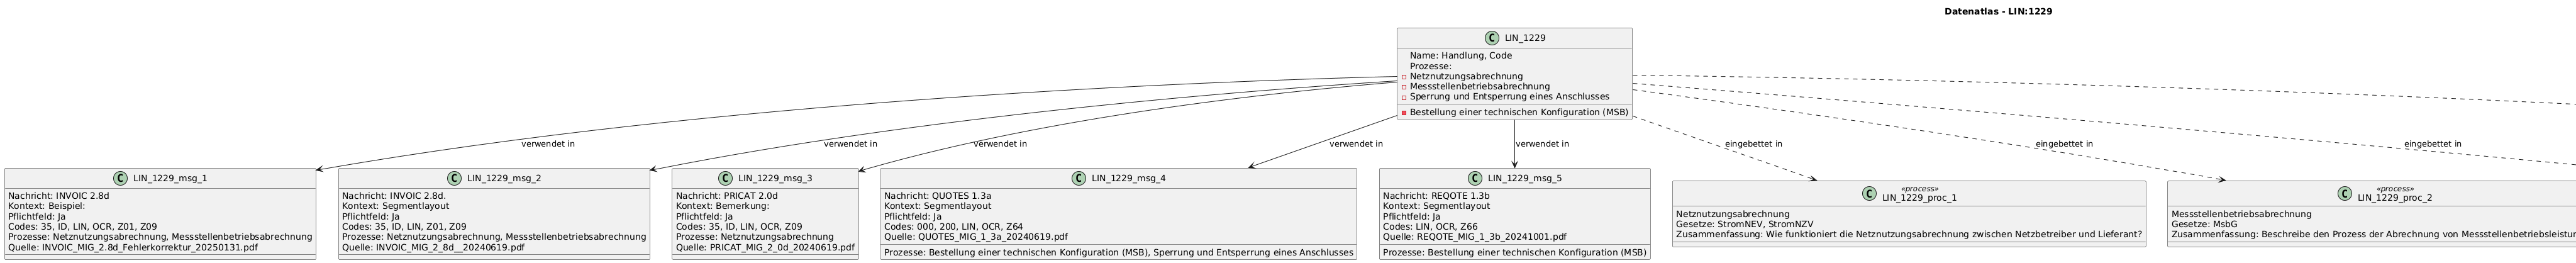 Datenatlas - LIN:1229
C LIN_1229
Name: Handlung, Code
Prozesse:
Netznutzungsabrechnung
Messstellenbetriebsabrechnung
Sperrung und Entsperrung eines Anschlusses
Bestellung einer technischen Konfiguration (MSB)
verwendet in
verwendet in
verwendet in
verwendet in
verwendet in
eingebettet in
eingebettet in
eingebettet in
C LIN_1229_msg_1
Nachricht: INVOIC 2.8d
Kontext: Beispiel:
Pflichtfeld: Ja
Codes: 35, ID, LIN, OCR, Z01, Z09
Prozesse: Netznutzungsabrechnung, Messstellenbetriebsabrechnung
Quelle: INVOIC_MIG_2.8d_Fehlerkorrektur_20250131.pdf
C LIN_1229_msg_2
Nachricht: INVOIC 2.8d.
Kontext: Segmentlayout
Pflichtfeld: Ja
Codes: 35, ID, LIN, Z01, Z09
Prozesse: Netznutzungsabrechnung, Messstellenbetriebsabrechnung
Quelle: INVOIC_MIG_2_8d__20240619.pdf
C LIN_1229_msg_3
Nachricht: PRICAT 2.0d
Kontext: Bemerkung:
Pflichtfeld: Ja
Codes: 35, ID, LIN, OCR, Z09
Prozesse: Netznutzungsabrechnung
Quelle: PRICAT_MIG_2_0d_20240619.pdf
C LIN_1229_msg_4
Nachricht: QUOTES 1.3a
Kontext: Segmentlayout
Pflichtfeld: Ja
Codes: 000, 200, LIN, OCR, Z64
Quelle: QUOTES_MIG_1_3a_20240619.pdf
Prozesse: Bestellung einer technischen Konfiguration (MSB), Sperrung und Entsperrung eines Anschlusses
C LIN_1229_msg_5
Nachricht: REQOTE 1.3b
Kontext: Segmentlayout
Pflichtfeld: Ja
Codes: LIN, OCR, Z66
Quelle: REQOTE_MIG_1_3b_20241001.pdf
Prozesse: Bestellung einer technischen Konfiguration (MSB)
C «process»
LIN_1229_proc_1
Netznutzungsabrechnung
Gesetze: StromNEV, StromNZV
Zusammenfassung: Wie funktioniert die Netznutzungsabrechnung zwischen Netzbetreiber und Lieferant?
C «process»
LIN_1229_proc_2
Messstellenbetriebsabrechnung
Gesetze: MsbG
Zusammenfassung: Beschreibe den Prozess der Abrechnung von Messstellenbetriebsleistun